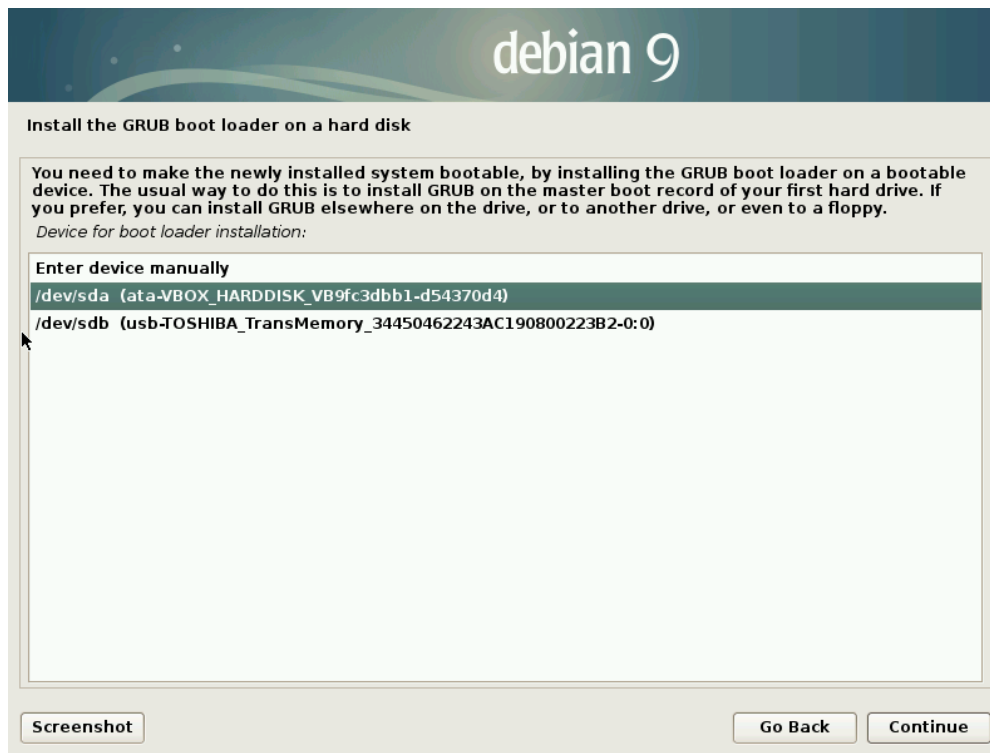 debian 9
Install the GRUB boot loader on a hard disk
You need to make the newly installed system bootable, by installing the GRUB boot loader on a bootable
device. The usual way to do this is to install GRUB on the master boot record of your first hard drive. If
you prefer, you can install GRUB elsewhere on the drive, or to another drive, or even to a floppy.
Device for boot loader installation:
Enter device manually
/dev/sda (ata-VBOX_HARDDISK_VB9fc3dbb1-d54370d4)
/dev/sdb (usb-TOSHIBA_TransMemory_34450462243AC190800223B2-0:0)
Screenshot
Go Back
Continue